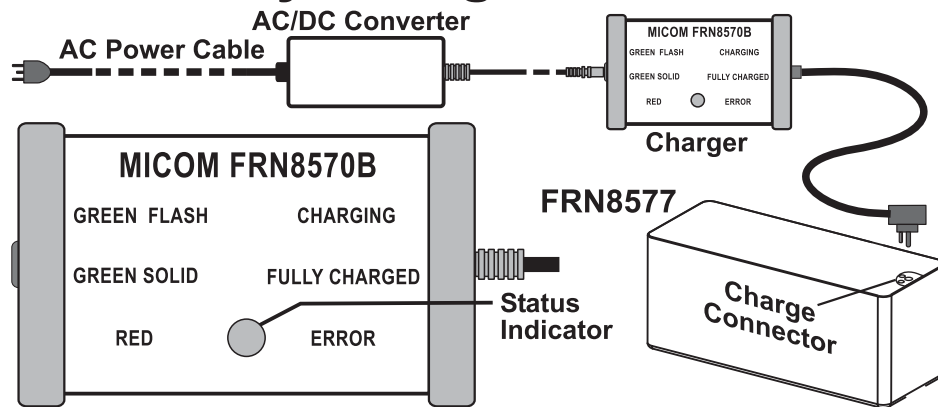 AC/DC Converter
AC Power Cable
MICOM FRN8570B
GREEN FLASH CHARGING
GREEN SOLID FULLY CHARGED
RED ERROR
Charger
MICOM FRN8570B
GREEN FLASH CHARGING
GREEN SOLID FULLY CHARGED
RED ERROR
Status
Indicator
FRN8577
Charge
Connector